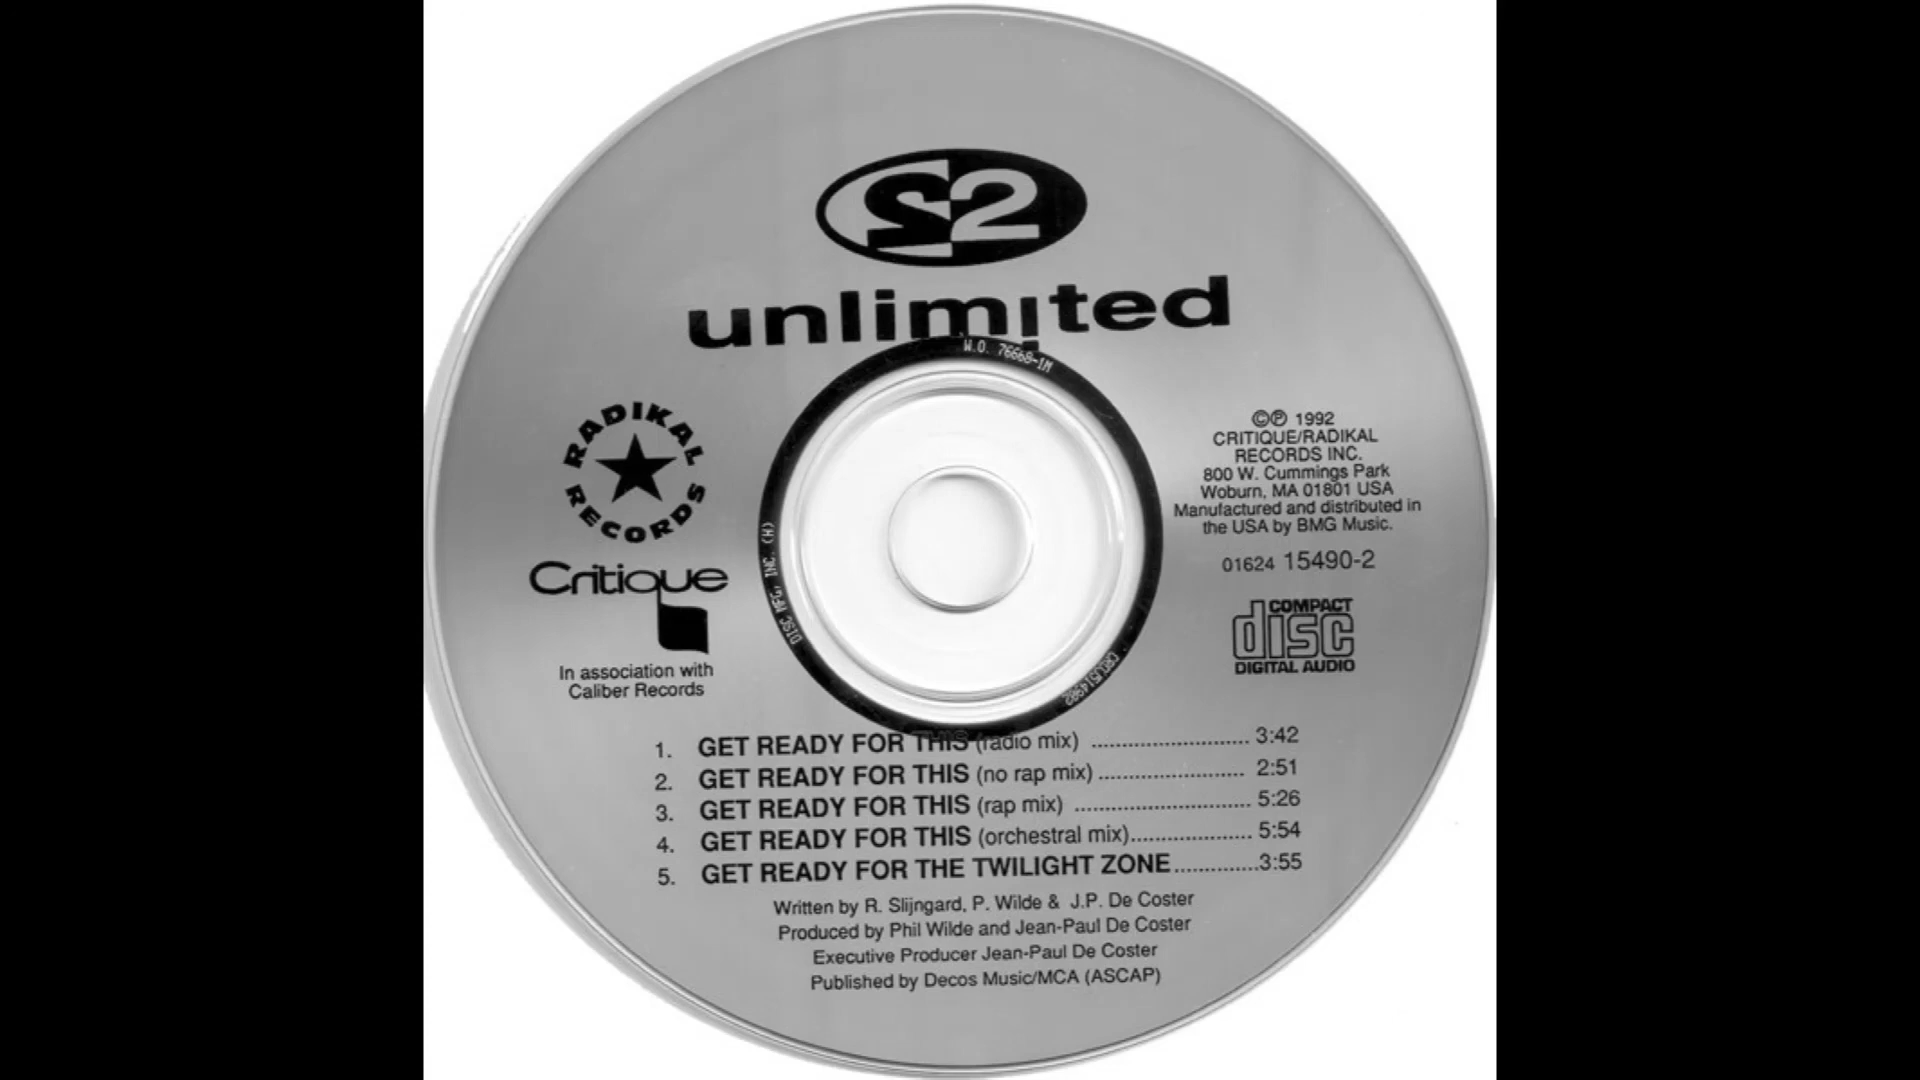 22
unlimited
W.O. 76668-1M
RADIKAL
RECORDS
Critique
In association with
Caliber Records
©℗ 1992
CRITIQUE/RADIKAL
RECORDS INC.
800 W. Cummings Park
Woburn, MA 01801 USA
Manufactured and distributed in
the USA by BMG Music.
01624 15490-2
COMPACT
disc
DIGITAL AUDIO
DISC MFG, INC. (H)
1. GET READY FOR THIS (radio mix) .......................... 3:42
2. GET READY FOR THIS (no rap mix) ........................ 2:51
3. GET READY FOR THIS (rap mix) ............................. 5:26
4. GET READY FOR THIS (orchestral mix).................... 5:54
5. GET READY FOR THE TWILIGHT ZONE..............3:55
Written by R. Slijngard, P. Wilde & J.P. De Coster
Produced by Phil Wilde and Jean-Paul De Coster
Executive Producer Jean-Paul De Coster
Published by Decos Music/MCA (ASCAP)